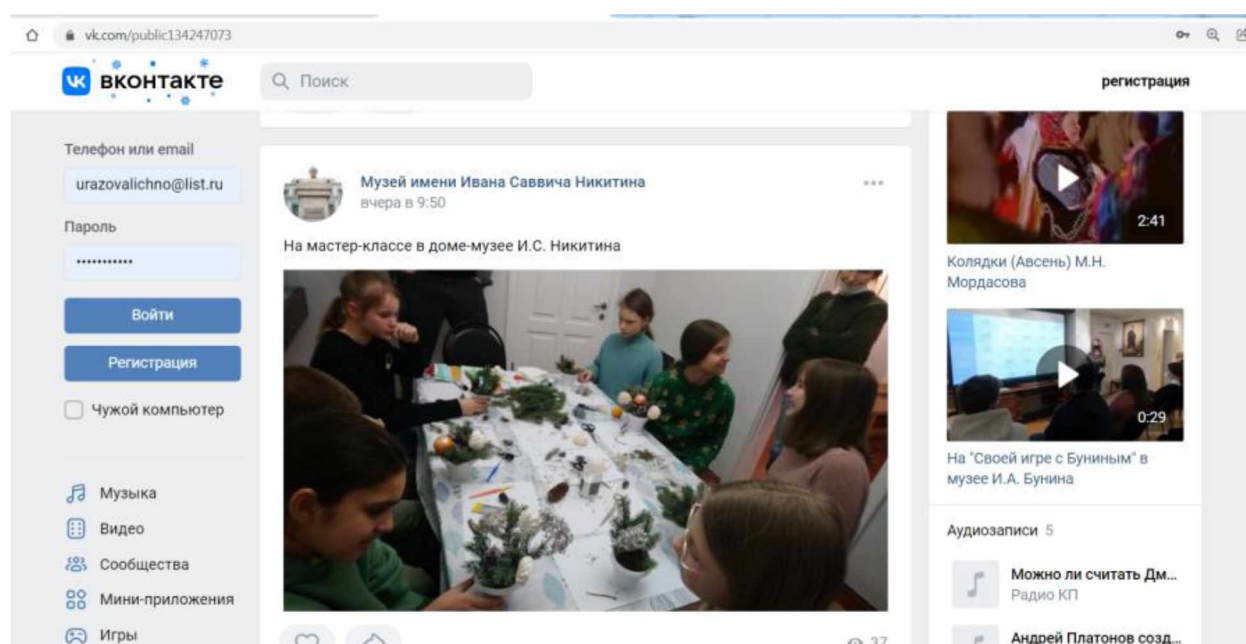 vk.com/public134247073
вконтакте
Поиск
регистрация
Телефон или email
urazovalichno@list.ru
Пароль
•••••••••••
Войти
Регистрация
Чужой компьютер
Музыка
Видео
Сообщества
Мини-приложения
Игры
Музей имени Ивана Саввича Никитина
вчера в 9:50
На мастер-классе в доме-музее И.С. Никитина
37
2:41
Колядки (Авсень) М.Н.
Мордасова
0:29
На "Своей игре с Буниным" в
музее И.А. Бунина
Аудиозаписи 5
Можно ли считать Дм...
Радио КП
Андрей Платонов созд...